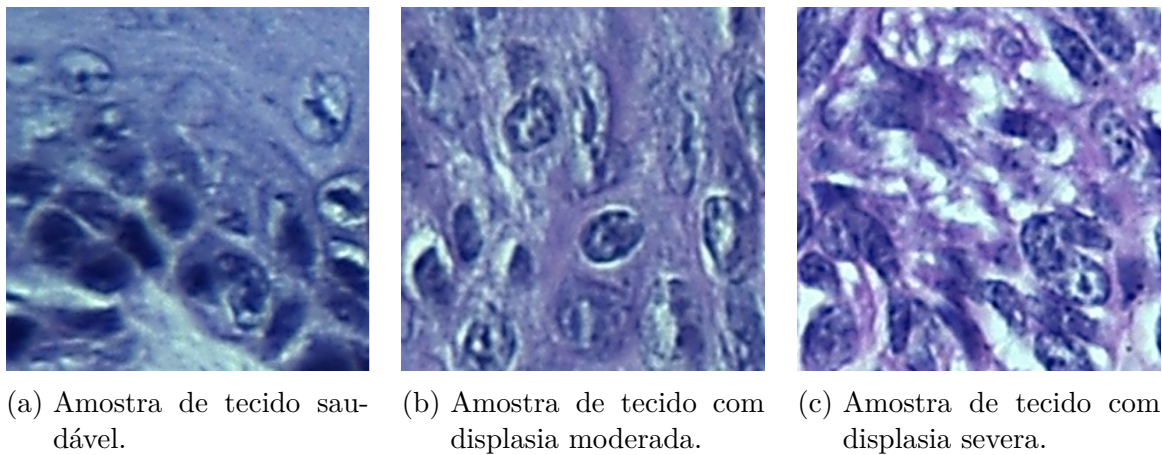 (a) Amostra de tecido sau-
dável.
(b) Amostra de tecido com
displasia moderada.
(c) Amostra de tecido com
displasia severa.